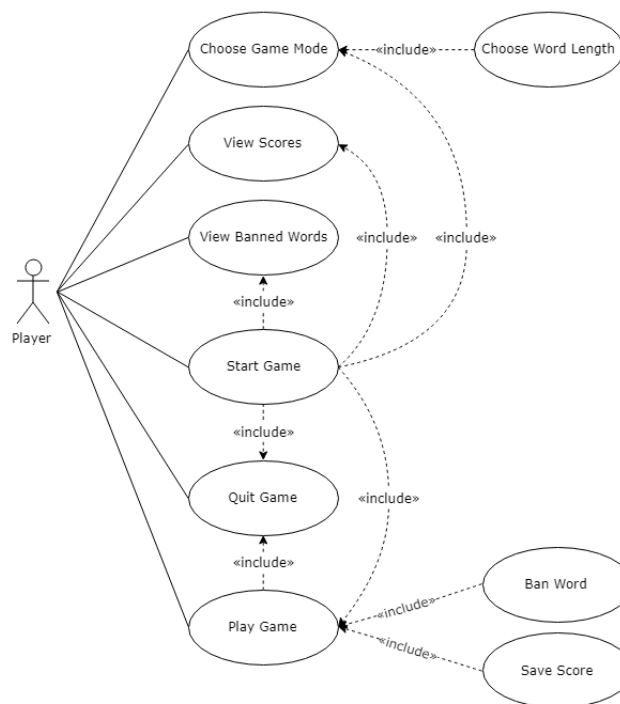 Choose Game Mode
«include»
Choose Word Length
View Scores
«include»
«include»
View Banned Words
«include»
Player
Start Game
«include»
Quit Game
«include»
«include»
Play Game
«include»
Ban Word
«include»
Save Score